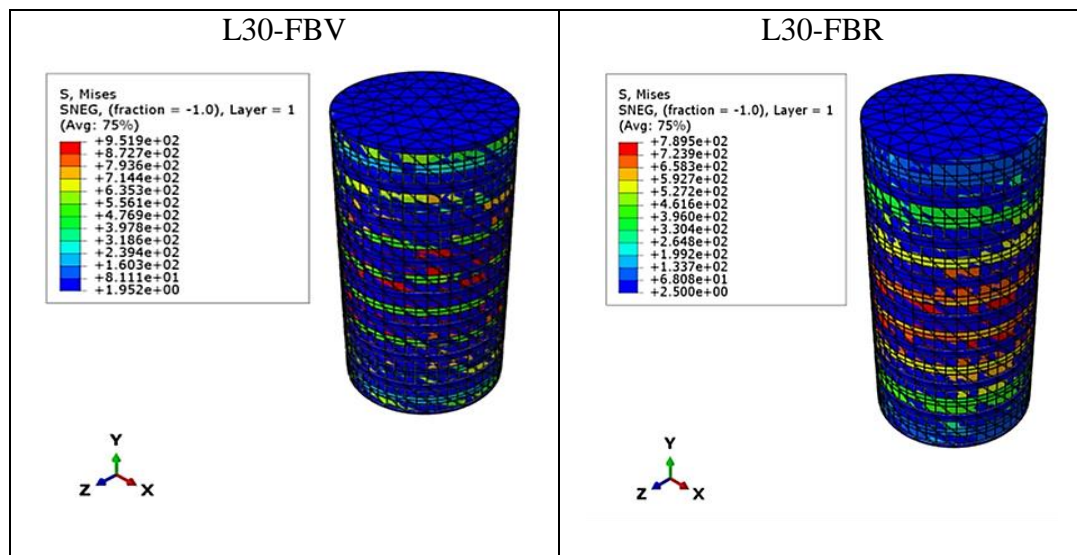 L30-FBV
S, Mises
SNEG, (fraction = -1.0), Layer = 1
(Avg: 75%)
+9.519e+02
+8.727e+02
+7.936e+02
+7.144e+02
+6.353e+02
+5.561e+02
+4.769e+02
+3.978e+02
+3.186e+02
+2.394e+02
+1.603e+02
+8.111e+01
+1.952e+00
Y
Z
X
L30-FBR
S, Mises
SNEG, (fraction = -1.0), Layer = 1
(Avg: 75%)
+7.895e+02
+7.239e+02
+6.583e+02
+5.927e+02
+5.272e+02
+4.616e+02
+3.960e+02
+3.304e+02
+2.648e+02
+1.992e+02
+1.337e+02
+6.808e+01
+2.500e+00
Y
Z
X